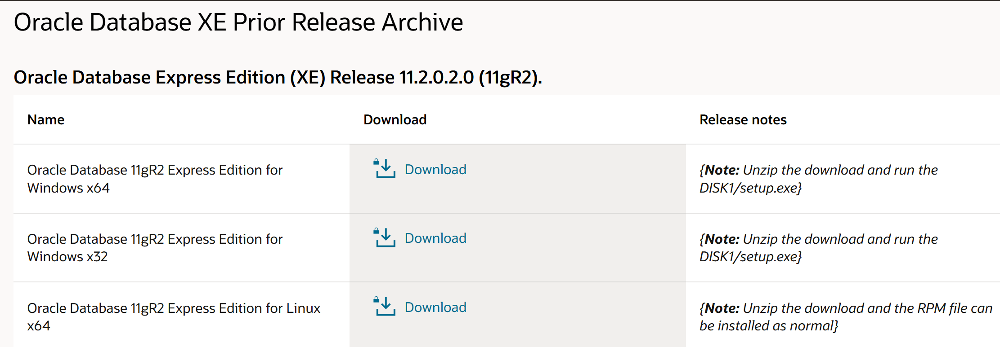 Oracle Database XE Prior Release Archive
Oracle Database Express Edition (XE) Release 11.2.0.2.0 (11gR2).
Name
Download
Release notes
Oracle Database 11gR2 Express Edition for
Windows x64
Download
{Note: Unzip the download and run the
DISK1/setup.exe}
Oracle Database 11gR2 Express Edition for
Windows x32
Download
{Note: Unzip the download and run the
DISK1/setup.exe}
Oracle Database 11gR2 Express Edition for Linux
x64
Download
{Note: Unzip the download and the RPM file can
be installed as normal}